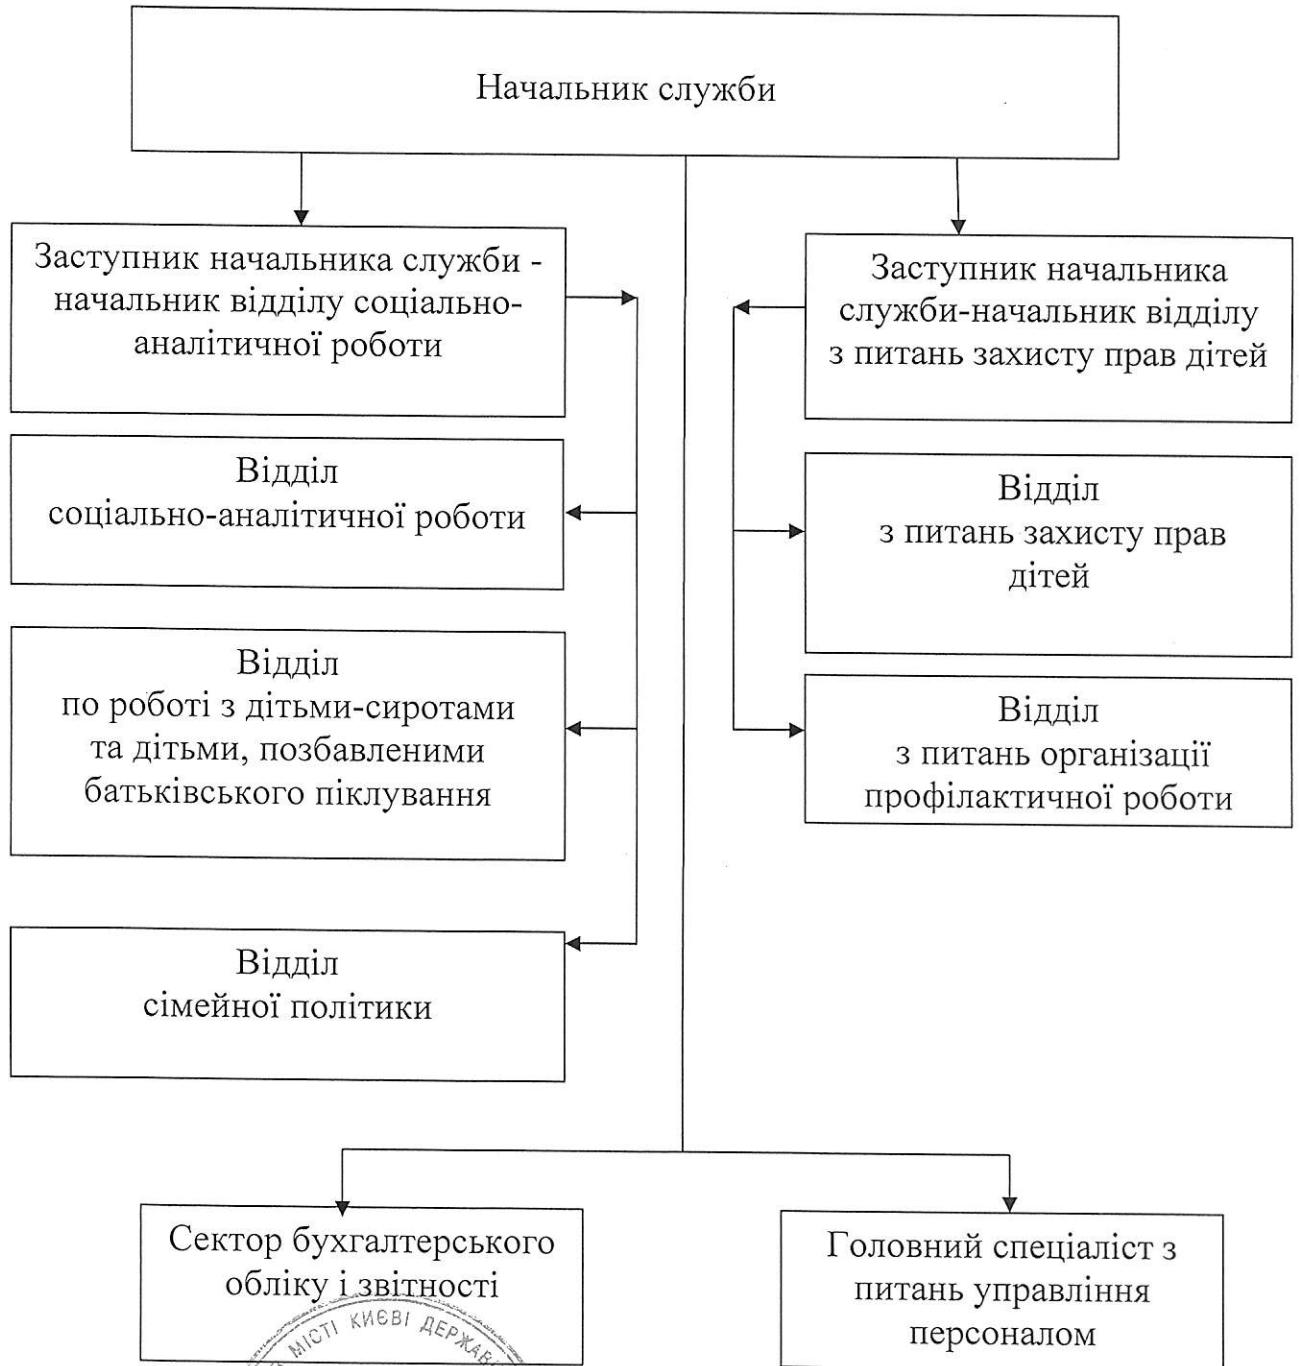 Начальник служби
Заступник начальника служби -
начальник відділу соціально-
аналітичної роботи
Заступник начальника
служби-начальник відділу
з питань захисту прав дітей
Відділ
соціально-аналітичної роботи
Відділ
з питань захисту прав
дітей
Відділ
по роботі з дітьми-сиротами
та дітьми, позбавленими
батьківського піклування
Відділ
з питань організації
профілактичної роботи
Відділ
сімейної політики
Сектор бухгалтерського
обліку і звітності
Головний спеціаліст з
питань управління
персоналом
МІСТІ КИЄВІ